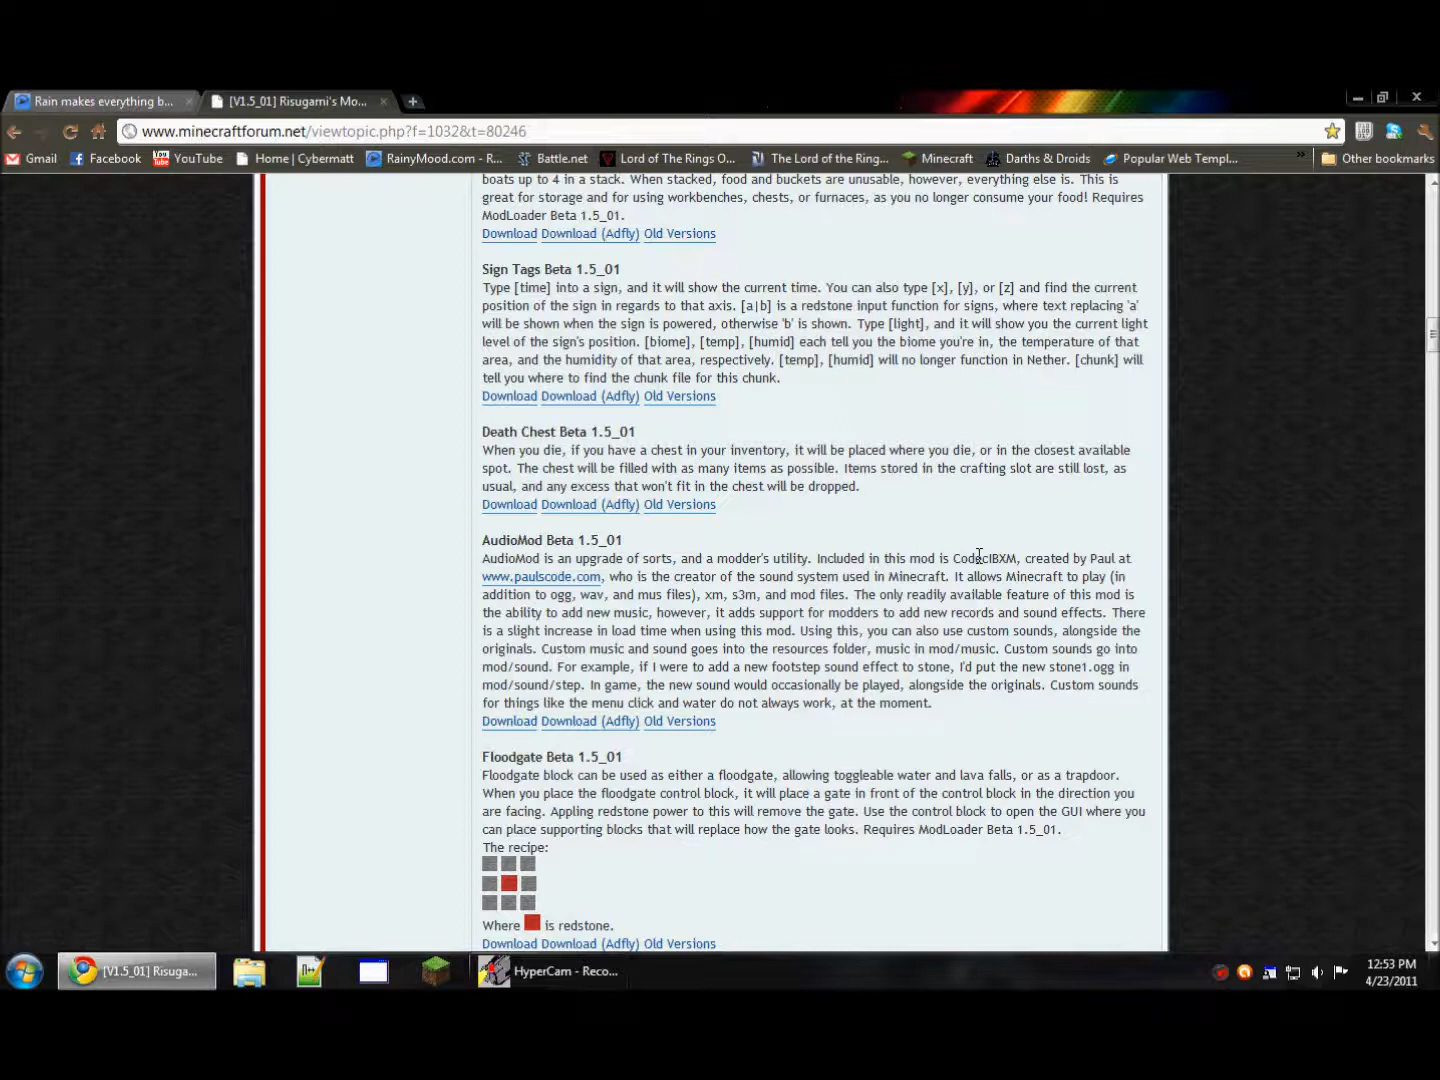 Rain makes everything b...
[V1.5_01] Risugami's Mo...
www.minecraftforum.net/viewtopic.php?f=1032&t=80246
Gmail Facebook YouTube Home | Cybermatt RainyMood.com - R... Battle.net Lord of The Rings O... The Lord of the Ring... Minecraft Darths & Droids Popular Web Templ... » Other bookmarks
boats up to 4 in a stack. When stacked, food and buckets are unusable, however, everything else is. This is
great for storage and for using workbenches, chests, or furnaces, as you no longer consume your food! Requires
ModLoader Beta 1.5_01.
Download Download (Adfly) Old Versions
Sign Tags Beta 1.5_01
Type [time] into a sign, and it will show the current time. You can also type [x], [y], or [z] and find the current
position of the sign in regards to that axis. [a|b] is a redstone input function for signs, where text replacing 'a'
will be shown when the sign is powered, otherwise 'b' is shown. Type [light], and it will show you the current light
level of the sign's position. [biome], [temp], [humid] each tell you the biome you're in, the temperature of that
area, and the humidity of that area, respectively. [temp], [humid] will no longer function in Nether. [chunk] will
tell you where to find the chunk file for this chunk.
Download Download (Adfly) Old Versions
Death Chest Beta 1.5_01
When you die, if you have a chest in your inventory, it will be placed where you die, or in the closest available
spot. The chest will be filled with as many items as possible. Items stored in the crafting slot are still lost, as
usual, and any excess that won't fit in the chest will be dropped.
Download Download (Adfly) Old Versions
AudioMod Beta 1.5_01
AudioMod is an upgrade of sorts, and a modder's utility. Included in this mod is CodecIBXM, created by Paul at
www.paulscode.com, who is the creator of the sound system used in Minecraft. It allows Minecraft to play (in
addition to ogg, wav, and mus files), xm, s3m, and mod files. The only readily available feature of this mod is
the ability to add new music, however, it adds support for modders to add new records and sound effects. There
is a slight increase in load time when using this mod. Using this, you can also use custom sounds, alongside the
originals. Custom music and sound goes into the resources folder, music in mod/music. Custom sounds go into
mod/sound. For example, if I were to add a new footstep sound effect to stone, I'd put the new stone1.ogg in
mod/sound/step. In game, the new sound would occasionally be played, alongside the originals. Custom sounds
for things like the menu click and water do not always work, at the moment.
Download Download (Adfly) Old Versions
Floodgate Beta 1.5_01
Floodgate block can be used as either a floodgate, allowing toggleable water and lava falls, or as a trapdoor.
When you place the floodgate control block, it will place a gate in front of the control block in the direction you
are facing. Appling redstone power to this will remove the gate. Use the control block to open the GUI where you
can place supporting blocks that will replace how the gate looks. Requires ModLoader Beta 1.5_01.
The recipe:
Where is redstone.
Download Download (Adfly) Old Versions
[V1.5_01] Risuga...
HyperCam - Reco...
12:53 PM
4/23/2011